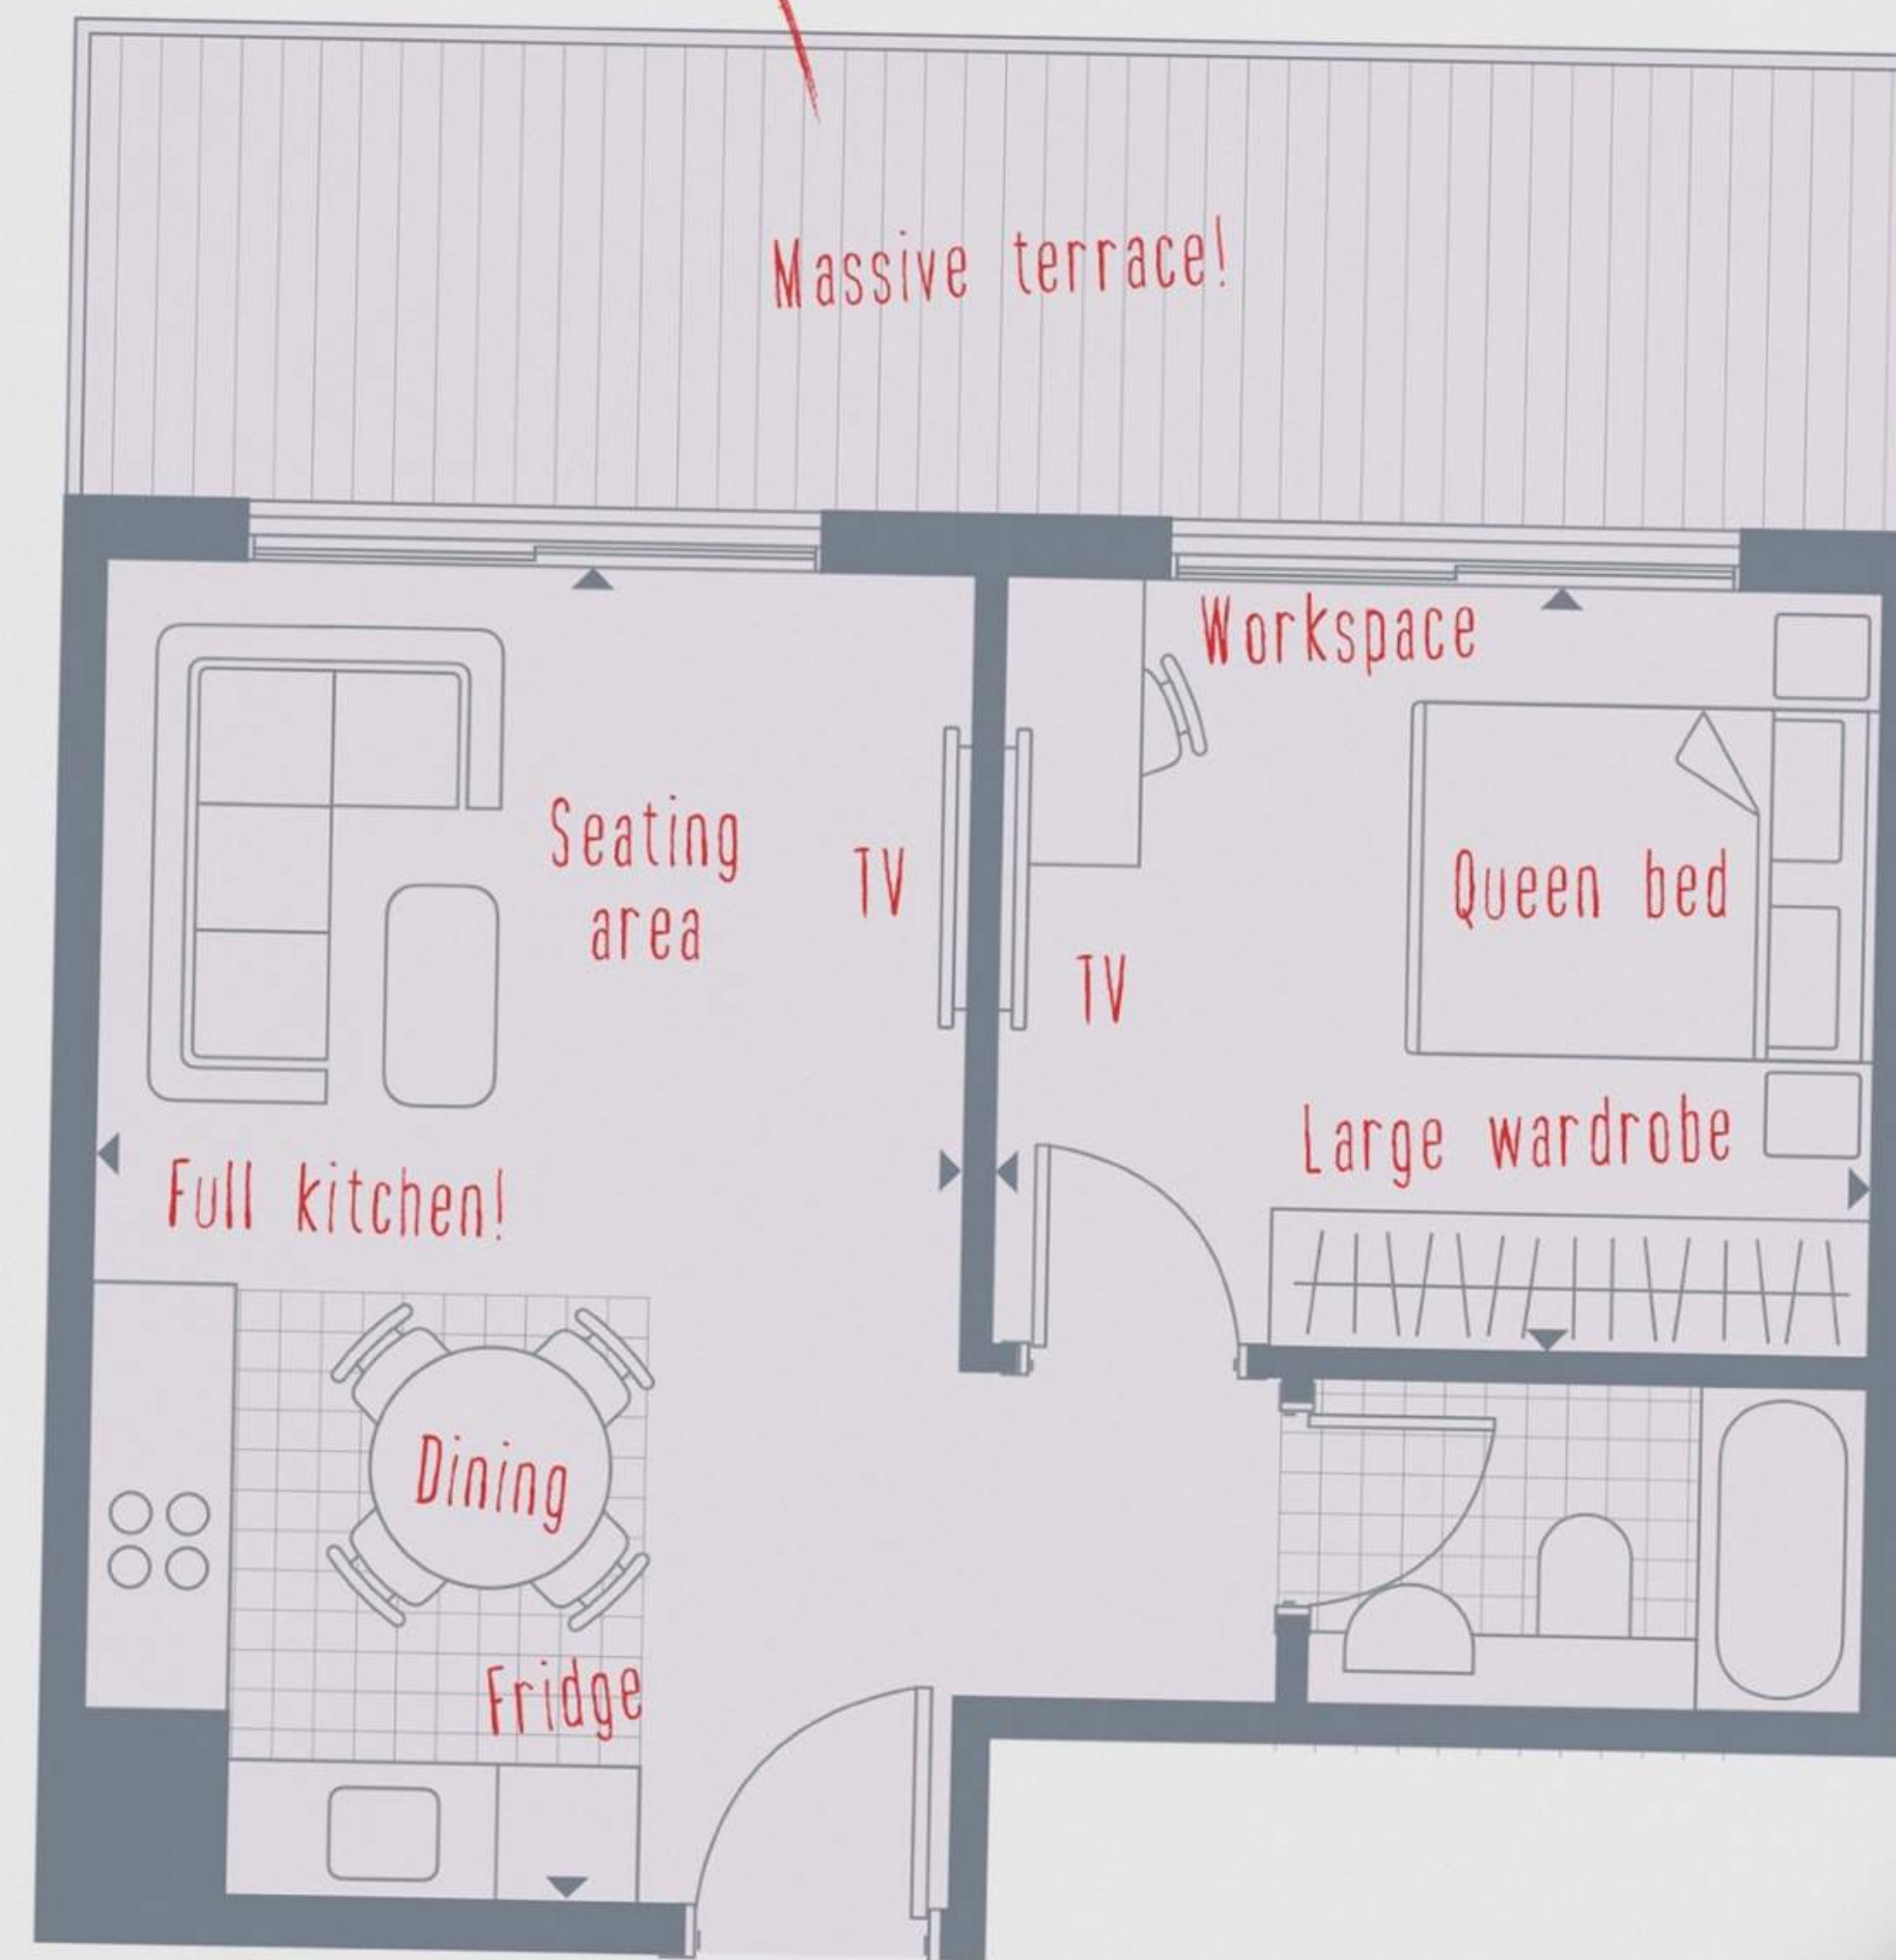 Massive terrace!
Workspace
Seating
area
TV
Queen bed
TV
Large wardrobe
Full kitchen!
Dining
Fridge